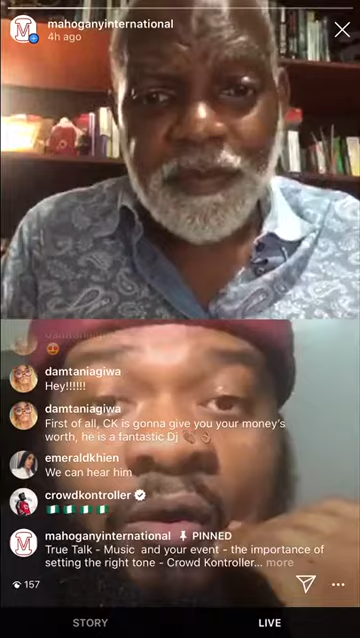 mahoganyinternational
4h ago
damtaniagiwa
😍
damtaniagiwa
Hey!!!!!!
damtaniagiwa
First of all, CK is gonna give you your money's
worth, he is a fantastic Dj
emeraldkhien
We can hear him
crowdkontroller
🇳🇬 🇳🇬 🇳🇬 🇳🇬
mahoganyinternational PINNED
True Talk - Music and your event - the importance of
setting the right tone - Crowd Kontroller... more
157
STORY LIVE